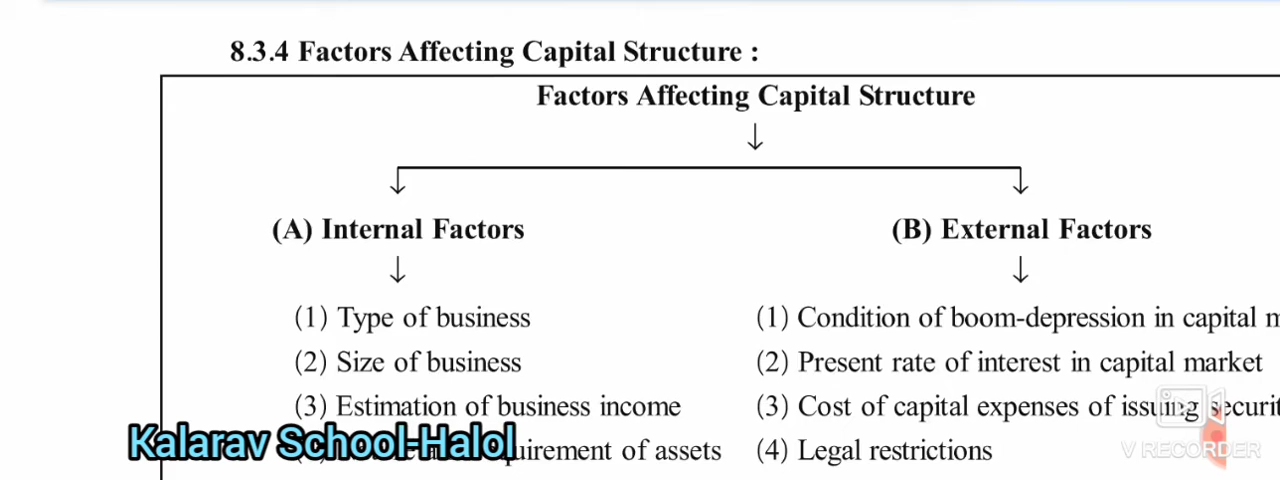 8.3.4 Factors Affecting Capital Structure :
Factors Affecting Capital Structure
(A) Internal Factors
(B) External Factors
(1) Type of business
(1) Condition of boom-depression in capital
(2) Size of business
(2) Present rate of interest in capital market
(3) Estimation of business income
(3) Cost of capital expenses of issuing
Kalarav School-Halol
of assets
(4) Legal restrictions
V RECORDER